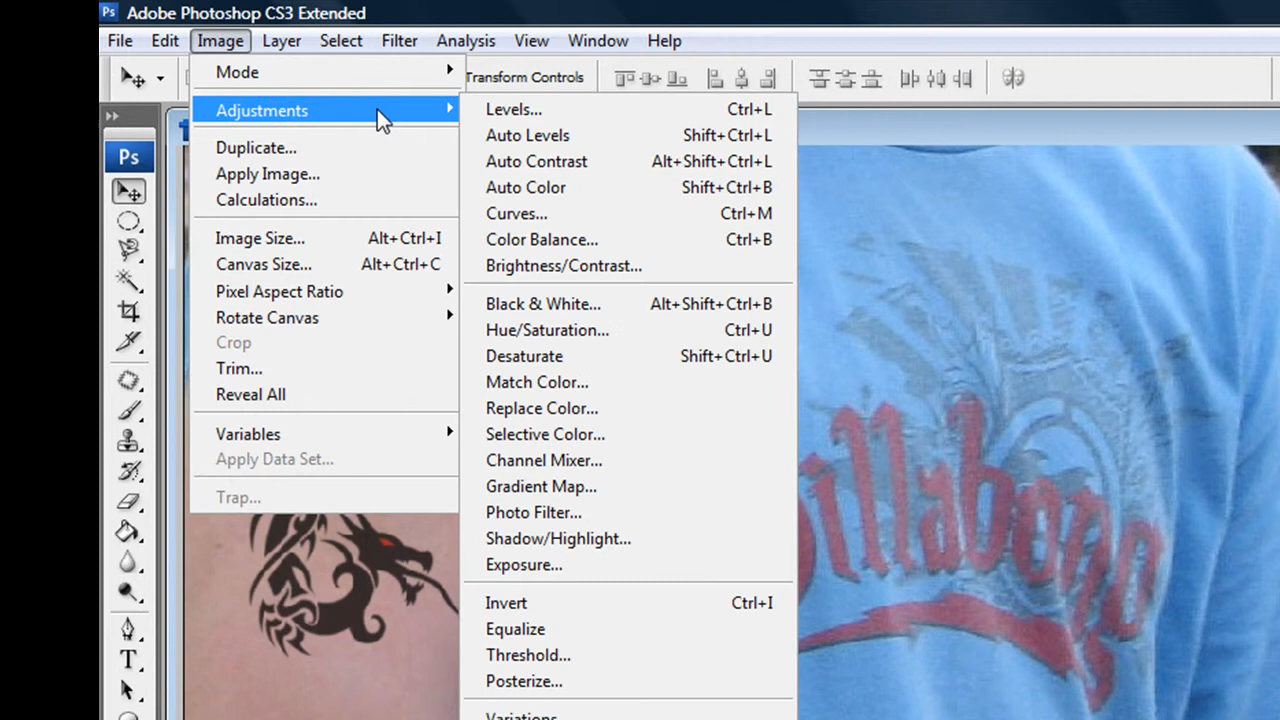 Ps Adobe Photoshop CS3 Extended
File Edit Image Layer Select Filter Analysis View Window Help
Transform Controls
Mode
Adjustments
Duplicate...
Apply Image...
Calculations...
Image Size... Alt+Ctrl+I
Canvas Size... Alt+Ctrl+C
Pixel Aspect Ratio
Rotate Canvas
Crop
Trim...
Reveal All
Variables
Apply Data Set...
Trap...
Levels... Ctrl+L
Auto Levels Shift+Ctrl+L
Auto Contrast Alt+Shift+Ctrl+L
Auto Color Shift+Ctrl+B
Curves... Ctrl+M
Color Balance... Ctrl+B
Brightness/Contrast...
Black & White... Alt+Shift+Ctrl+B
Hue/Saturation... Ctrl+U
Desaturate Shift+Ctrl+U
Match Color...
Replace Color...
Selective Color...
Channel Mixer...
Gradient Map...
Photo Filter...
Shadow/Highlight...
Exposure...
Invert Ctrl+I
Equalize
Threshold...
Posterize...
Variations...
Ps
T
illabong